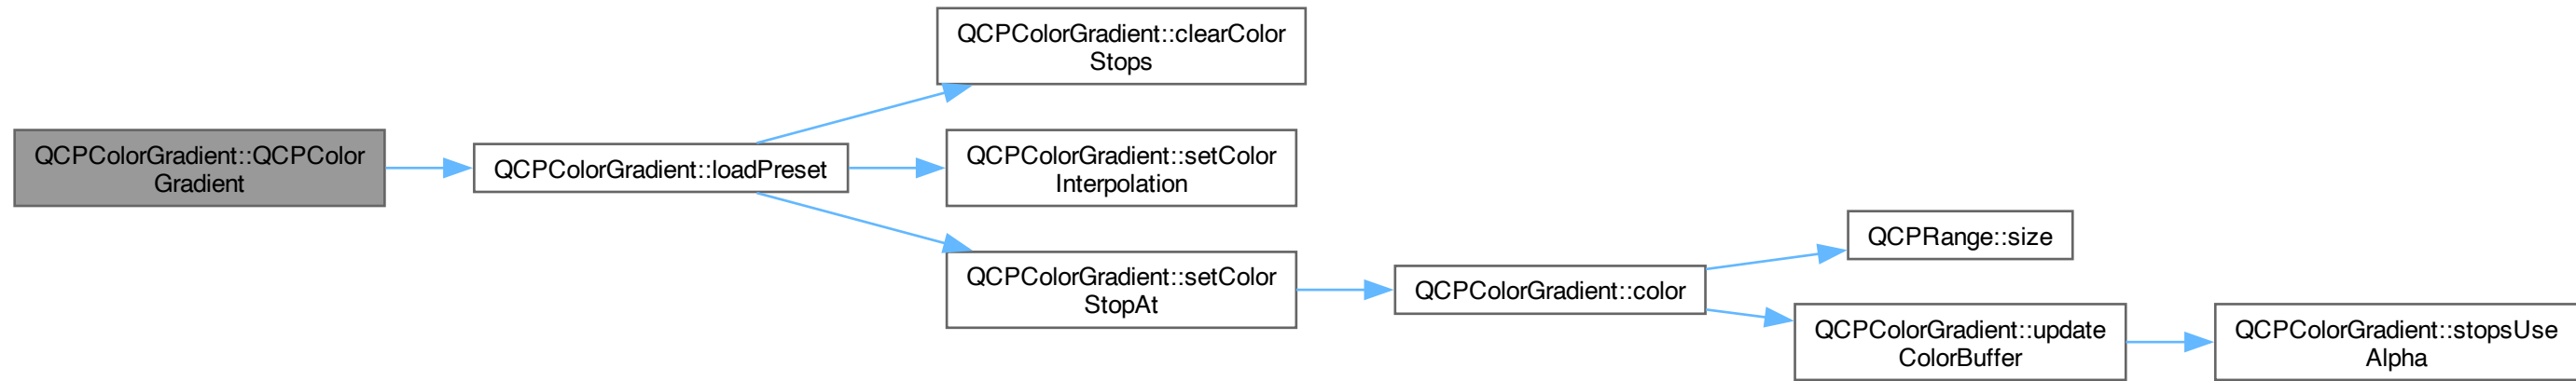 QCPColorGradient::QCPColor
Gradient
QCPColorGradient::loadPreset
QCPColorGradient::clearColor
Stops
QCPColorGradient::setColor
Interpolation
QCPColorGradient::setColor
StopAt
QCPColorGradient::color
QCPRange::size
QCPColorGradient::update
ColorBuffer
QCPColorGradient::stopsUse
Alpha